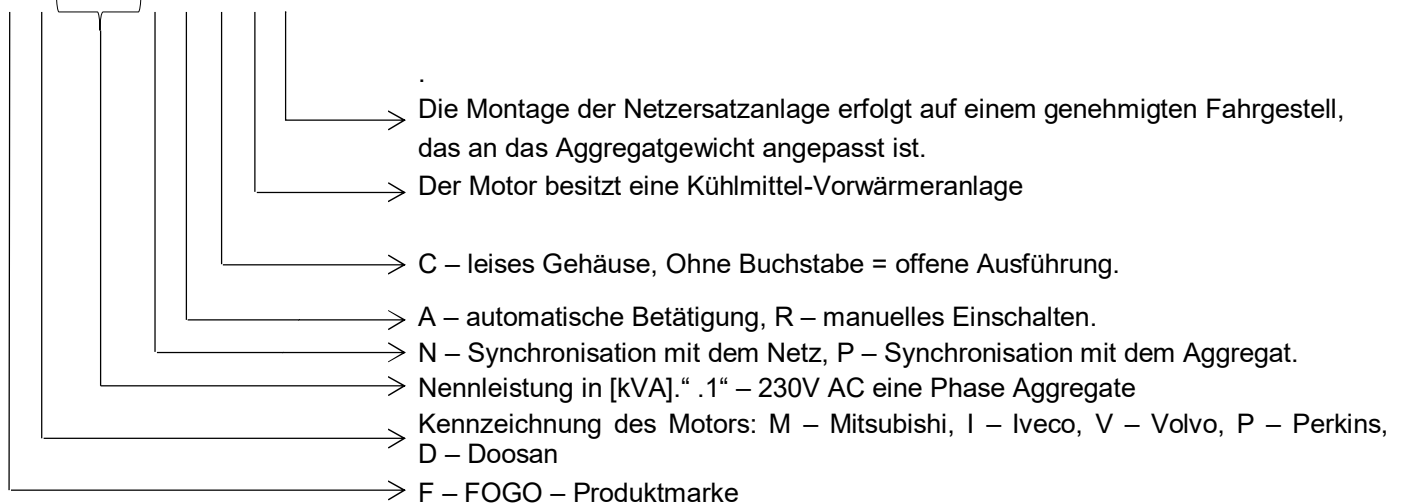 .
Die Montage der Netzersatzanlage erfolgt auf einem genehmigten Fahrgestell,
das an das Aggregatgewicht angepasst ist.
Der Motor besitzt eine Kühlmittel-Vorwärmeranlage
C – leises Gehäuse, Ohne Buchstabe = offene Ausführung.
A – automatische Betätigung, R – manuelles Einschalten.
N – Synchronisation mit dem Netz, P – Synchronisation mit dem Aggregat.
Nennleistung in [kVA].“ .1“ – 230V AC eine Phase Aggregate
Kennzeichnung des Motors: M – Mitsubishi, I – Iveco, V – Volvo, P – Perkins,
D – Doosan
F – FOGO – Produktmarke